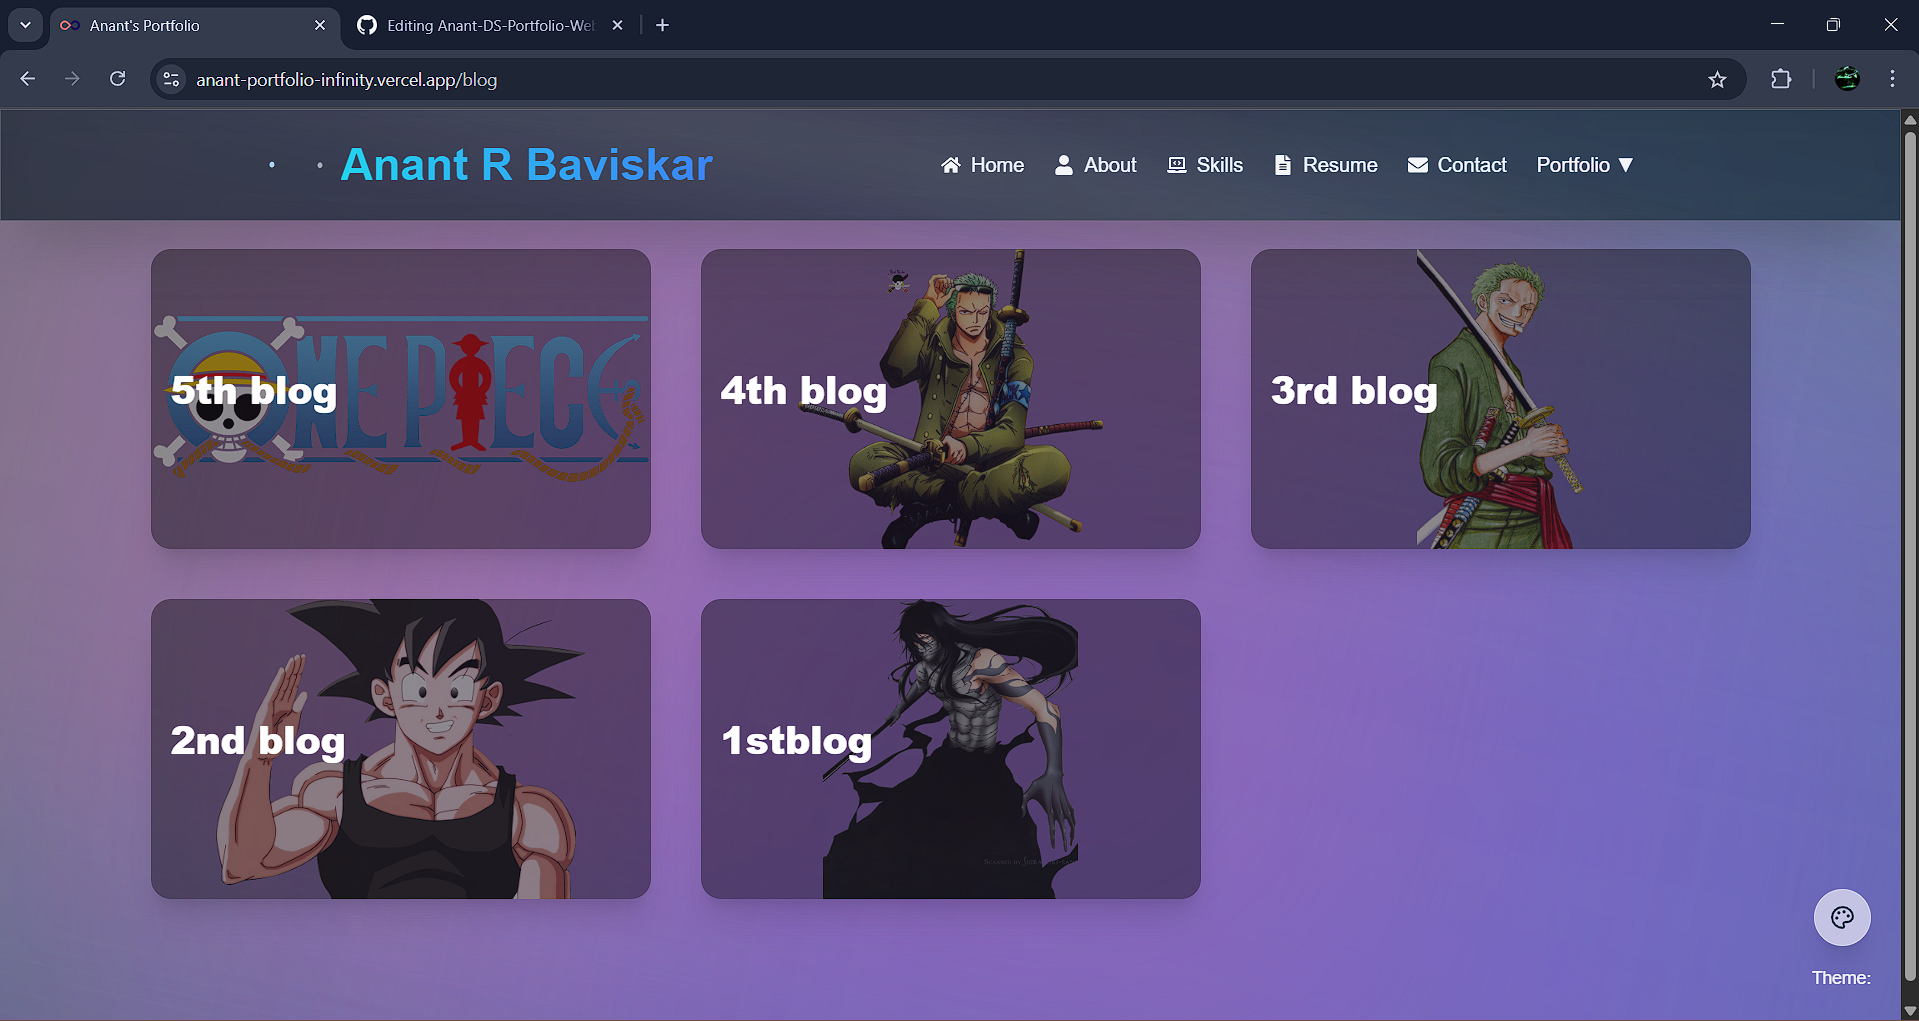 Anant's Portfolio
Editing Anant-DS-Portfolio-Web
anant-portfolio-infinity.vercel.app/blog
Anant R Baviskar
Home
About
Skills
Resume
Contact
Portfolio ▼
ONE PIECE
5th blog
4th blog
3rd blog
2nd blog
1stblog
Theme: